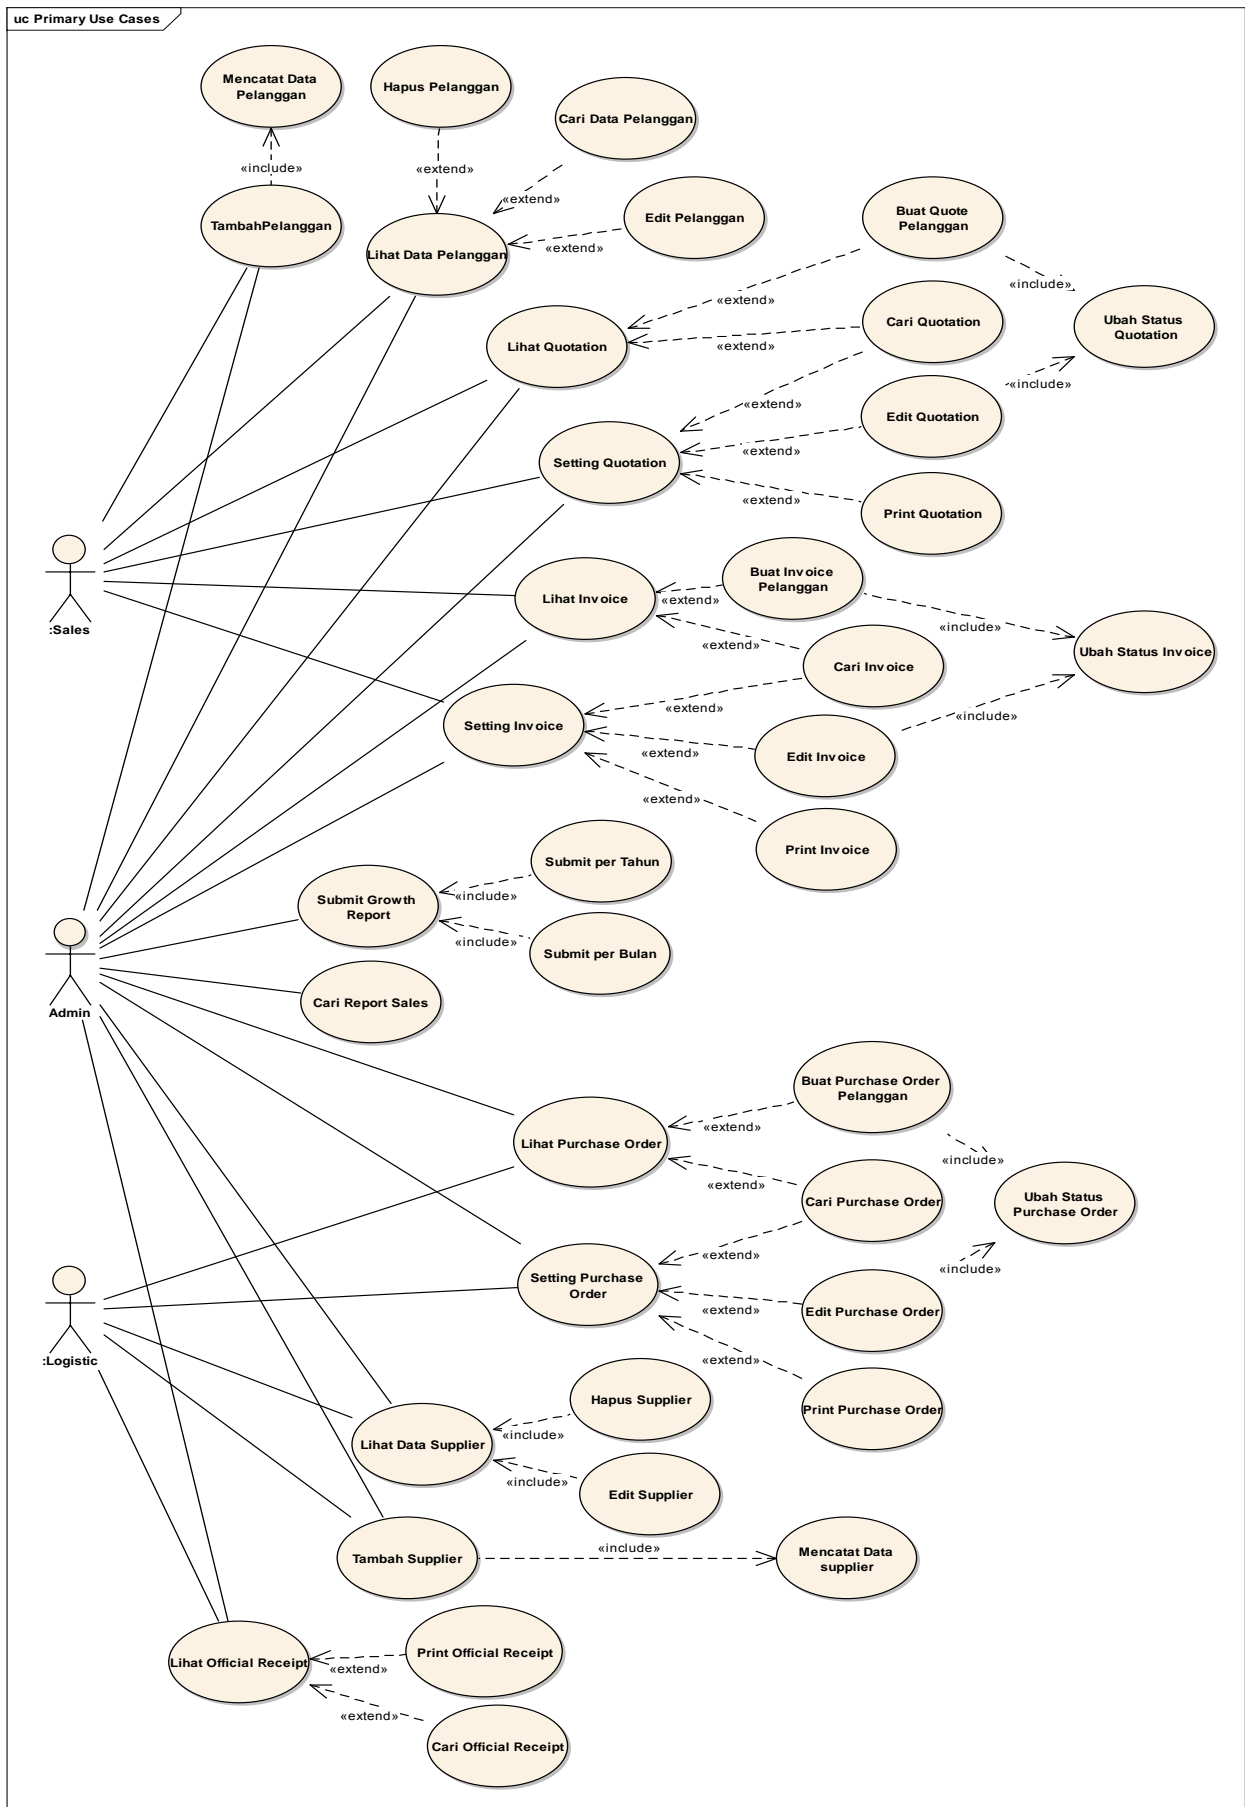 uc Primary Use Cases
Mencatat Data
Pelanggan
Hapus Pelanggan
Cari Data Pelanggan
«include»
«extend»
«extend»
TambahPelanggan
Lihat Data Pelanggan
Edit Pelanggan
«extend»
Buat Quote
Pelanggan
«include»
«extend»
Lihat Quotation
Cari Quotation
«extend»
Ubah Status
Quotation
«include»
«extend»
Edit Quotation
«extend»
Setting Quotation
Print Quotation
«extend»
:Sales
Lihat Invoice
Buat Invoice
Pelanggan
«extend»
«include»
«extend»
Cari Invoice
Ubah Status Invoice
Setting Invoice
«extend»
«include»
Edit Invoice
«extend»
«extend»
Print Invoice
Submit Growth
Report
Submit per Tahun
«include»
«include»
Submit per Bulan
Admin
Cari Report Sales
Buat Purchase Order
Pelanggan
«extend»
Lihat Purchase Order
«include»
«extend»
Cari Purchase Order
Ubah Status
Purchase Order
«extend»
«include»
Setting Purchase
Order
Edit Purchase Order
«extend»
«extend»
Print Purchase Order
:Logistic
Hapus Supplier
Lihat Data Supplier
«include»
«include»
Edit Supplier
Tambah Supplier
«include»
Mencatat Data
supplier
Lihat Official Receipt
Print Official Receipt
«extend»
«extend»
Cari Official Receipt